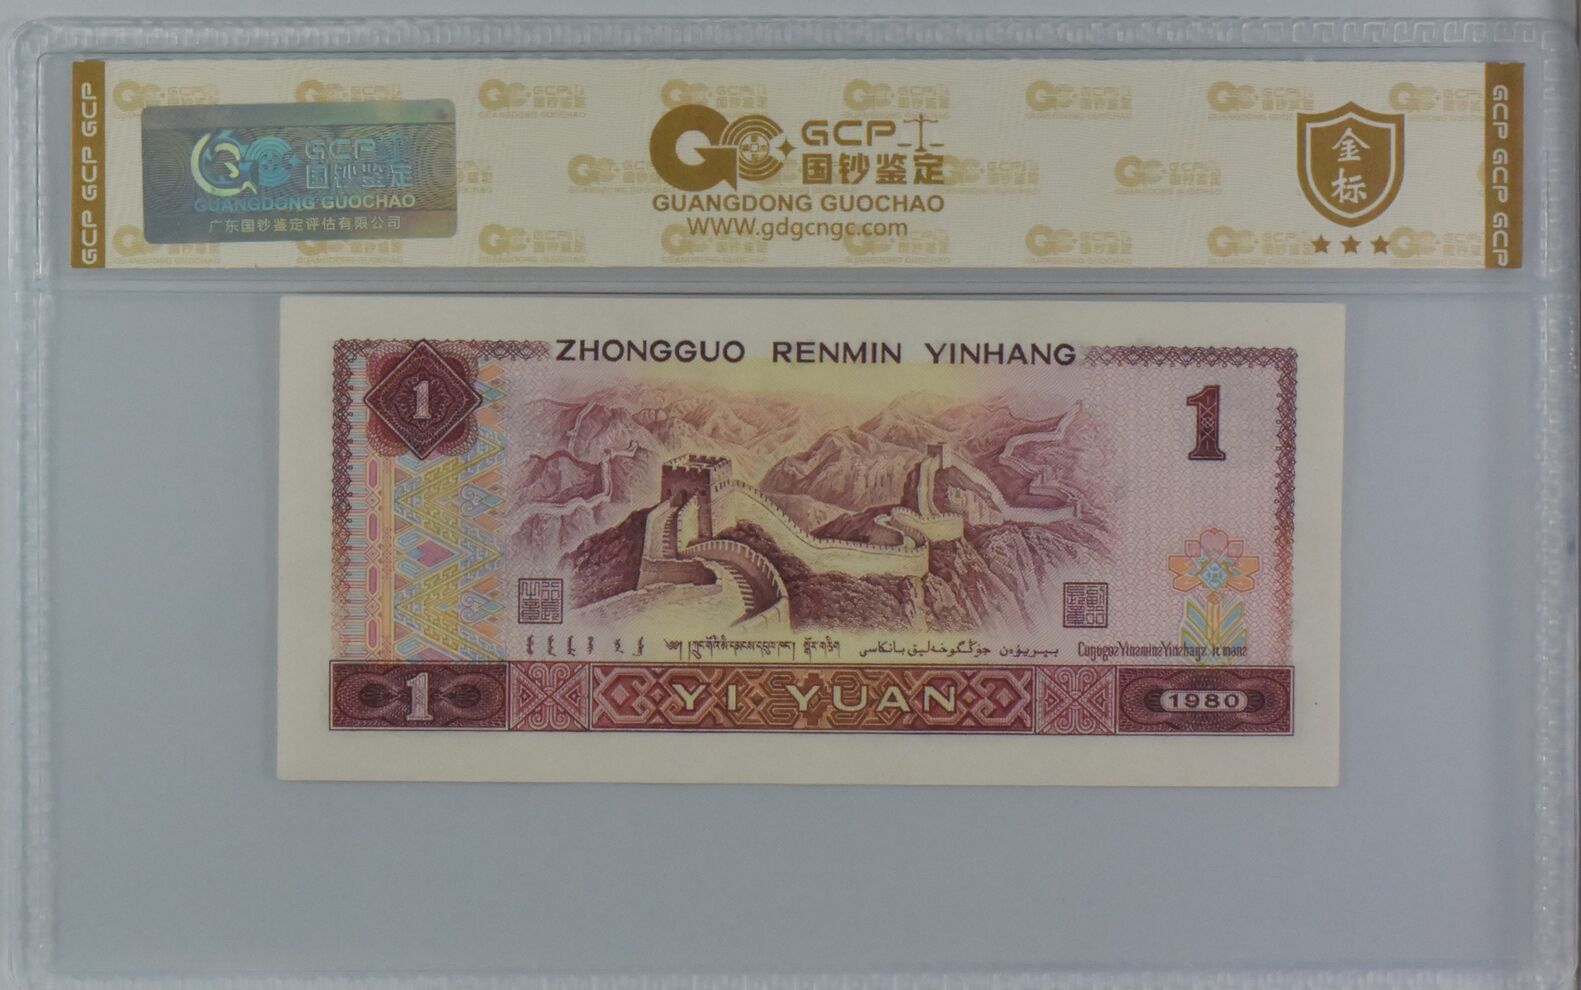 GCP GCP GCP
GCP
国钞鉴定
GUANGDONG GUOCHAO
广东国钞鉴定评估有限公司
GCP
国钞鉴定
GUANGDONG GUOCHAO
WWW.gdgcngc.com
金标
GCP GCP GCP
ZHONGGUO RENMIN YINHANG
1
1
YI YUAN
1
1980